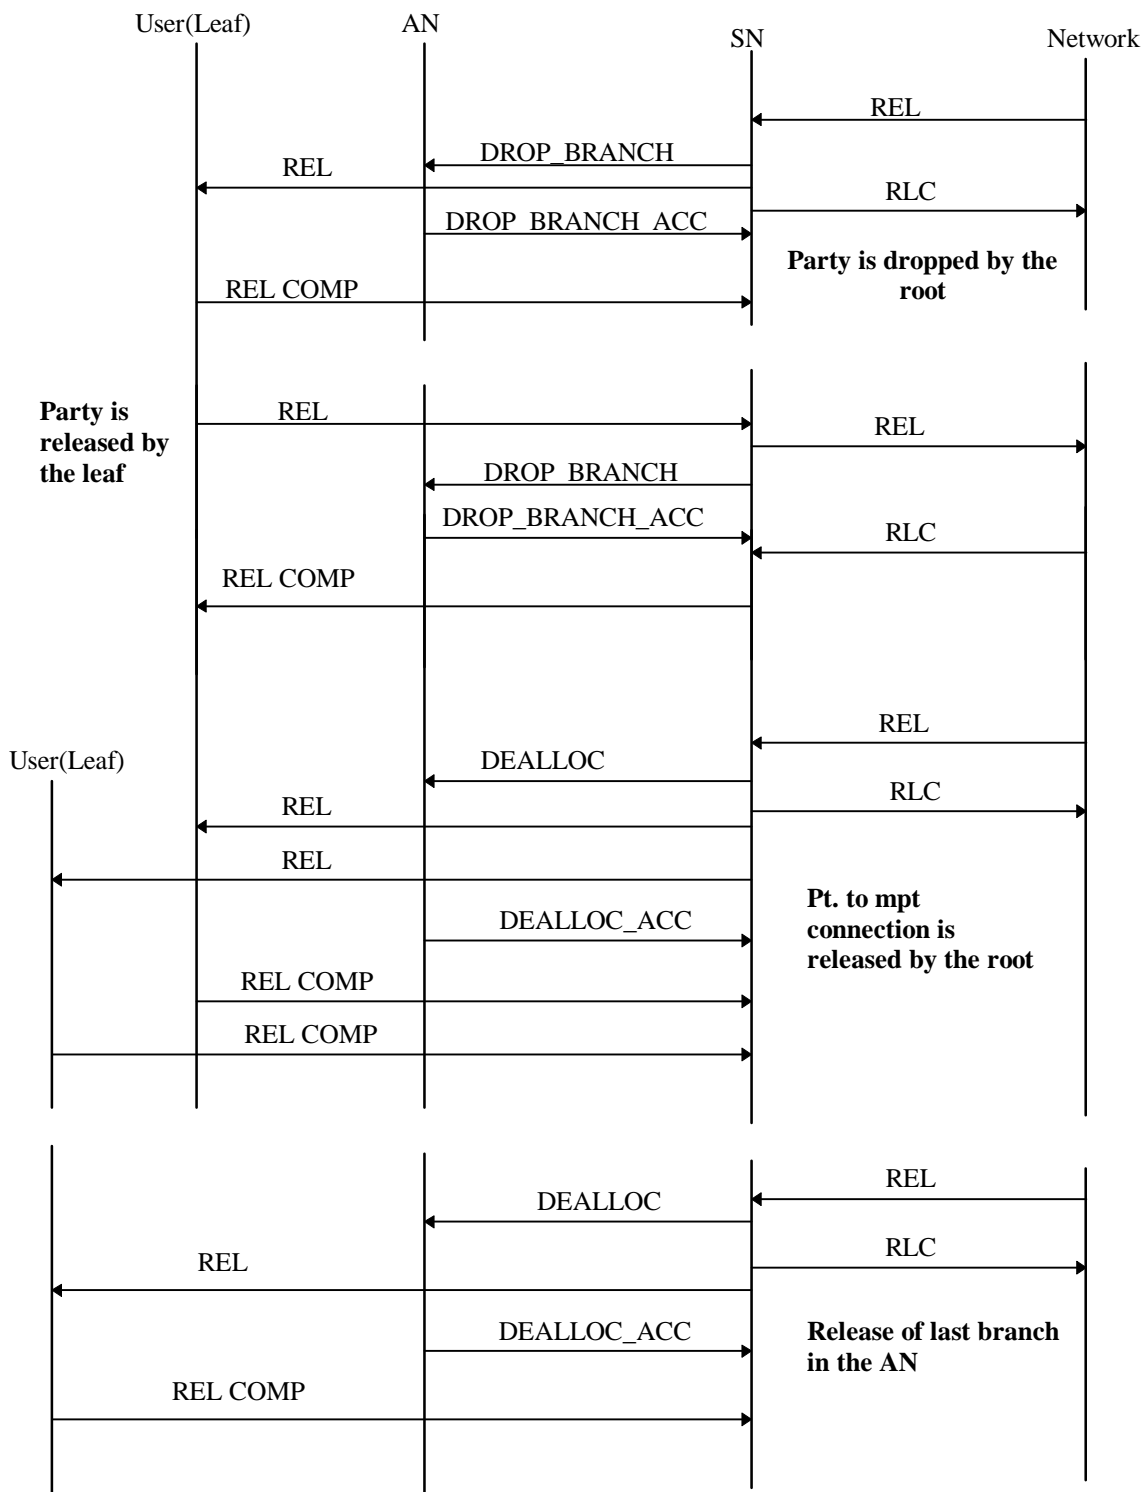 User(Leaf)
AN
SN
Network
REL
DROP_BRANCH
REL
RLC
DROP_BRANCH_ACC
Party is dropped by the
root
REL COMP
Party is
released by
the leaf
REL
REL
DROP_BRANCH
DROP_BRANCH_ACC
RLC
REL COMP
REL
User(Leaf)
DEALLOC
RLC
REL
REL
Pt. to mpt
connection is
released by the root
DEALLOC_ACC
REL COMP
REL COMP
REL
DEALLOC
RLC
REL
DEALLOC_ACC
Release of last branch
in the AN
REL COMP